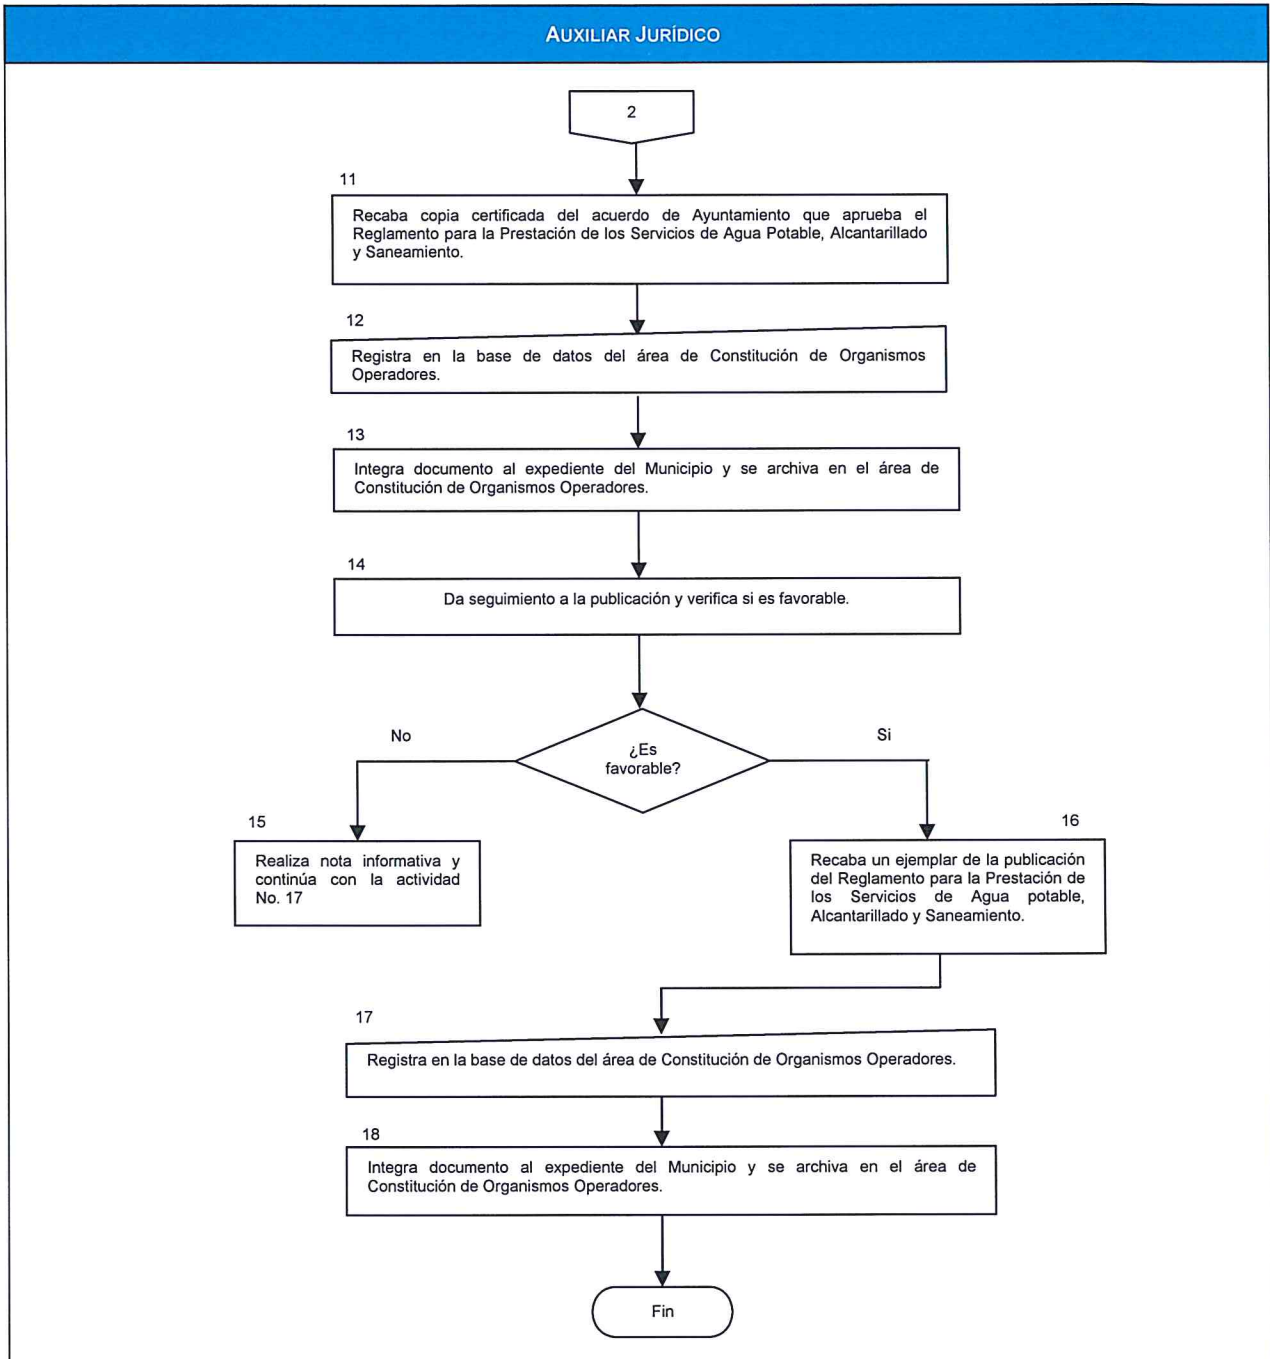 AUXILIAR JURÍDICO
2
11
Recaba copia certificada del acuerdo de Ayuntamiento que aprueba el
Reglamento para la Prestación de los Servicios de Agua Potable, Alcantarillado
y Saneamiento.
12
Registra en la base de datos del área de Constitución de Organismos
Operadores.
13
Integra documento al expediente del Municipio y se archiva en el área de
Constitución de Organismos Operadores.
14
Da seguimiento a la publicación y verifica si es favorable.
¿Es
favorable?
No
Si
15
Realiza nota informativa y
continúa con la actividad
No. 17
16
Recaba un ejemplar de la publicación
del Reglamento para la Prestación de
los Servicios de Agua potable,
Alcantarillado y Saneamiento.
17
Registra en la base de datos del área de Constitución de Organismos Operadores.
18
Integra documento al expediente del Municipio y se archiva en el área de
Constitución de Organismos Operadores.
Fin